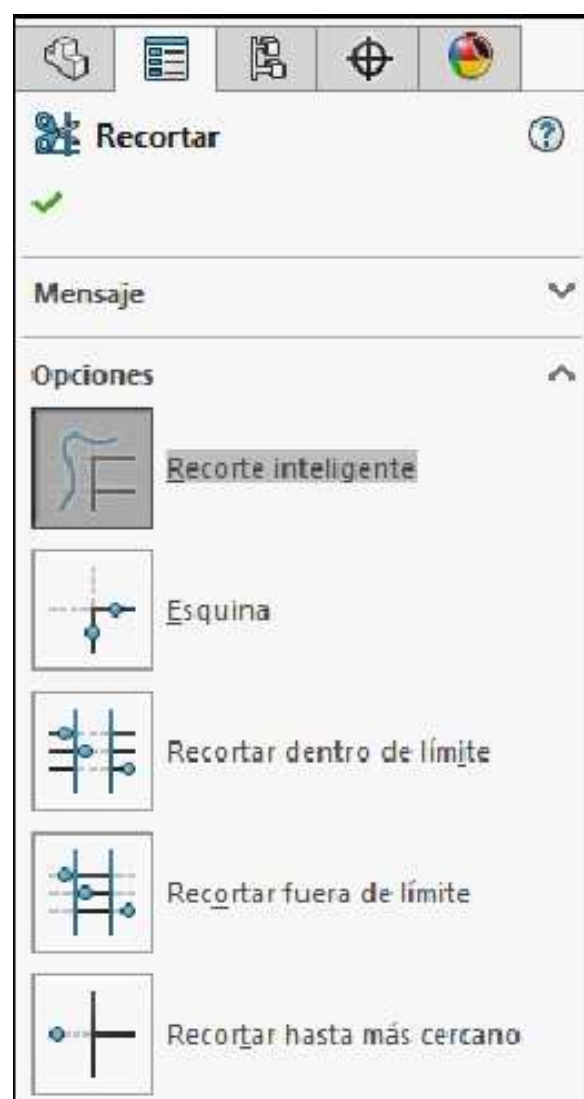 Recortar
Mensaje
Opciones
Recorte inteligente
Esquina
Recortar dentro de límite
Recortar fuera de límite
Recortar hasta más cercano